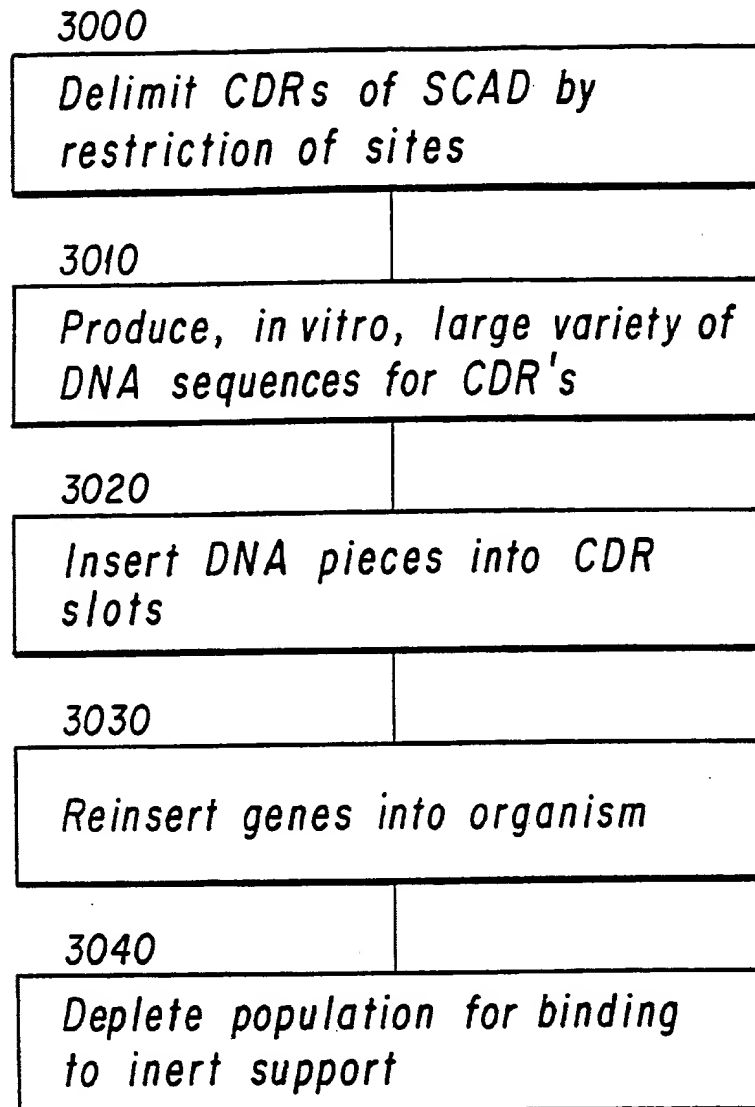 3000
Delimit CDRs of SCAD by
restriction of sites
3010
Produce, in vitro, large variety of
DNA sequences for CDR's
3020
Insert DNA pieces into CDR
slots
3030
Reinsert genes into organism
3040
Deplete population for binding
to inert support